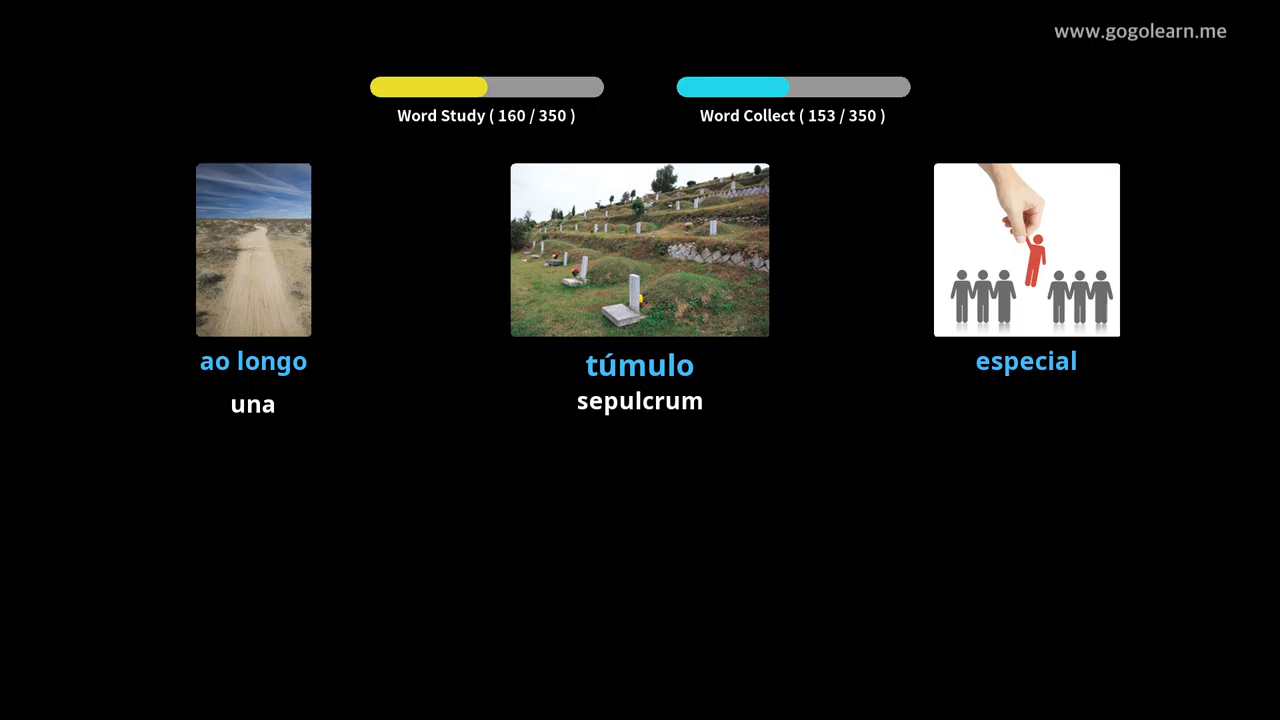 www.gogolearn.me
Word Study ( 160 / 350 )
Word Collect ( 153 / 350 )
ao longo
una
túmulo
sepulcrum
especial